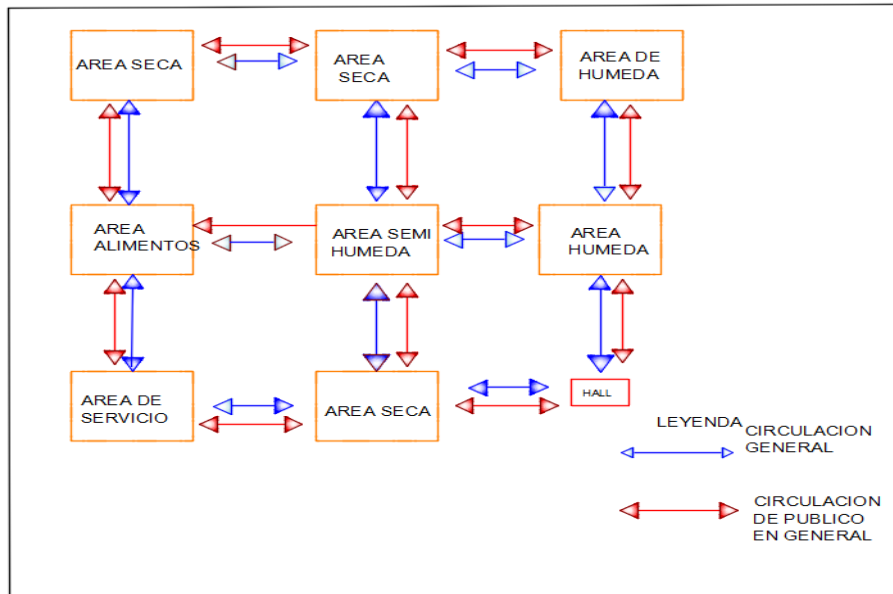 AREA SECA
AREA
SECA
AREA DE
HUMEDA
AREA
ALIMENTOS
AREA SEMI
HUMEDA
AREA
HUMEDA
AREA DE
SERVICIO
AREA SECA
HALL
LEYENDA
CIRCULACION
GENERAL
CIRCULACION
DE PUBLICO
EN GENERAL